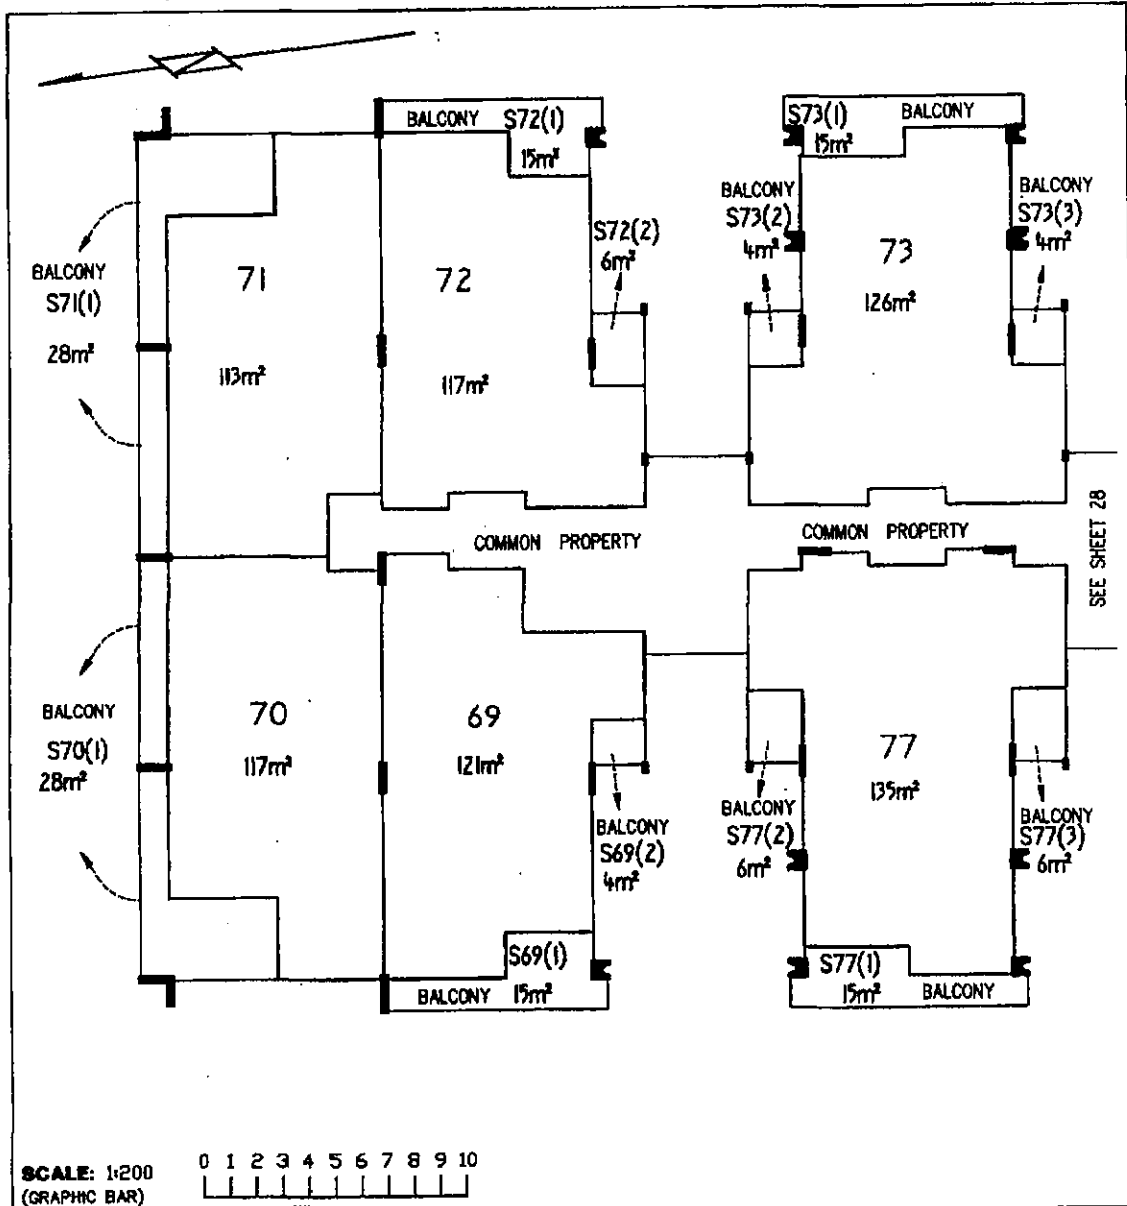 BALCONY
S72(1)
15m²
S73(1)
BALCONY
15m²
BALCONY
S71(1)
28m²
71
113m²
72
117m²
S72(2)
6m²
BALCONY
S73(2)
4m²
73
126m²
BALCONY
S73(3)
4m²
COMMON PROPERTY
COMMON PROPERTY
SEE SHEET 28
BALCONY
S70(1)
28m²
70
117m²
69
121m²
BALCONY
S69(2)
4m²
77
135m²
BALCONY
S77(2)
6m²
BALCONY
S77(3)
6m²
S69(1)
BALCONY 15m²
S77(1)
15m² BALCONY
SCALE: 1:200
(GRAPHIC BAR)
0 1 2 3 4 5 6 7 8 9 10